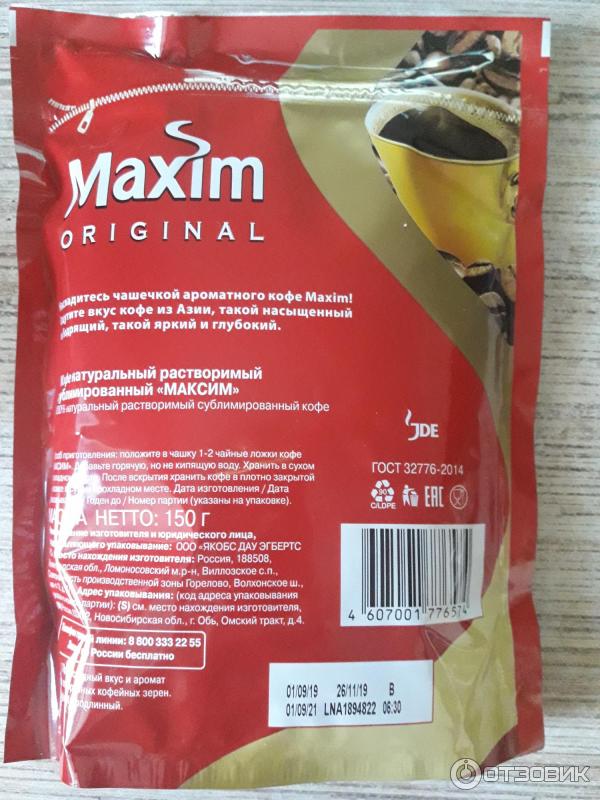 Maxim
ORIGINAL
чашечкой ароматного кофе Maxim!
вкус кофе из Азии, такой насыщенный
такой яркий и глубокий.
Кофе натуральный растворимый
сублимированный «МАКСИМ»
100% натуральный растворимый сублимированный кофе
JDE
приготовления: положите в чашку 1-2 чайные ложки кофе
горячую, но не кипящую воду. Хранить в сухом
После вскрытия хранить кофе в плотно закрытой
прохладном месте. Дата изготовления / Дата
Годен до / Номер партии (указаны на упаковке).
НЕТТО: 150 Г
изготовителя и юридического лица,
упаковывание: ООО «ЯКОБС ДАУ ЭГБЕРТС
место нахождения изготовителя: Россия, 188508,
обл., Ломоносовский м.р-н, Виллозское с.п.,
производственной зоны Горелово, Волхонское ш.,
Адрес упаковывания: (код адреса упаковывания
партии): (S) см. место нахождения изготовителя,
Новосибирская обл., г. Обь, Омский тракт, д.4.
линии: 8 800 333 22 55
России бесплатно
вкус и аромат
кофейных зерен.
ГОСТ 32776-2014
90
C/LDPE
EAC
4 607001 776574
01/09/19 26/11/19 B
01/09/21 LNA1894822 06:30
ОТЗОВИК